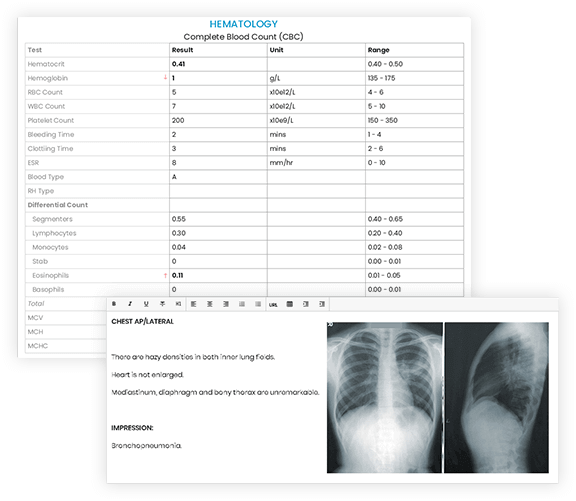 HEMATOLOGY
Complete Blood Count (CBC)
Test Result Unit Range
Hematocrit 0.41 0.40 - 0.50
Hemoglobin ↓ 1 g/L 135 - 175
RBC Count 5 x10e12/L 4 - 6
WBC Count 7 x10e12/L 5 - 10
Platelet Count 200 x10e9/L 150 - 350
Bleeding Time 2 mins 1 - 4
Clottiing Time 3 mins 2 - 6
ESR 8 mm/hr 0 - 10
Blood Type A
RH Type
Differential Count
Segmenters 0.55 0.40 - 0.65
Lymphocytes 0.30 0.20 - 0.40
Monocytes 0.04 0.02 - 0.08
Stab 0 0.00 - 0.01
Eosinophils ↑ 0.11 0.01 - 0.05
Basophils 0 0.00 - 0.01
Total
MCV
MCH
MCHC
B I U T H1 URL
CHEST AP/LATERAL
There are hazy densities in both inner lung fields.
Heart is not enlarged.
Mediastinum, diaphragm and bony thorax are unremarkable.
IMPRESSION:
Bronchopneumonia.